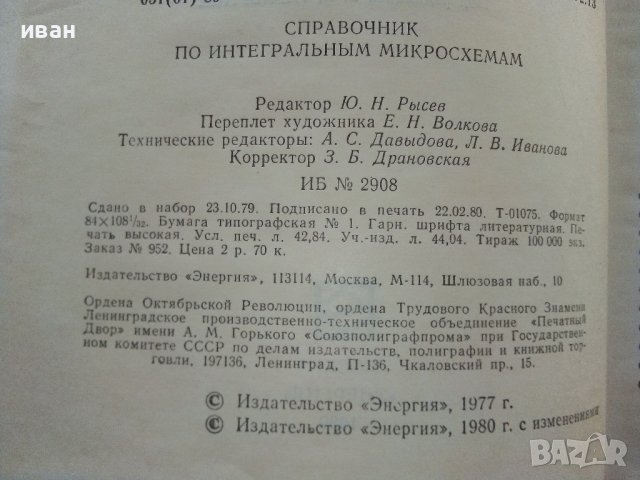 иван
СПРАВОЧНИК
ПО ИНТЕГРАЛЬНЫМ МИКРОСХЕМАМ
Редактор Ю. Н. Рысев
Переплет художника Е. Н. Волкова
Технические редакторы: А. С. Давыдова, Л. В. Иванова
Корректор З. Б. Драновская
ИБ № 2908
Сдано в набор 23.10.79. Подписано в печать 22.02.80. Т-01075. Формат
84×108 1/32. Бумага типографская № 1. Гарн. шрифта литературная. Пе-
чать высокая. Усл. печ. л. 42,84. Уч.-изд. л. 44,04. Тираж 100 000 экз.
Заказ № 952. Цена 2 р. 70 к.
Издательство «Энергия», 113114, Москва, М-114, Шлюзовая наб., 10
Ордена Октябрьской Революции, ордена Трудового Красного Знамени
Ленинградское производственно-техническое объединение «Печатный
Двор» имени А. М. Горького «Союзполиграфпрома» при Государствен-
ном комитете СССР по делам издательств, полиграфии и книжной тор-
говли. 197136, Ленинград, П-136, Чкаловский пр., 15.
© Издательство «Энергия», 1977 г.
© Издательство «Энергия», 1980 г. с изменениями
BAZAR